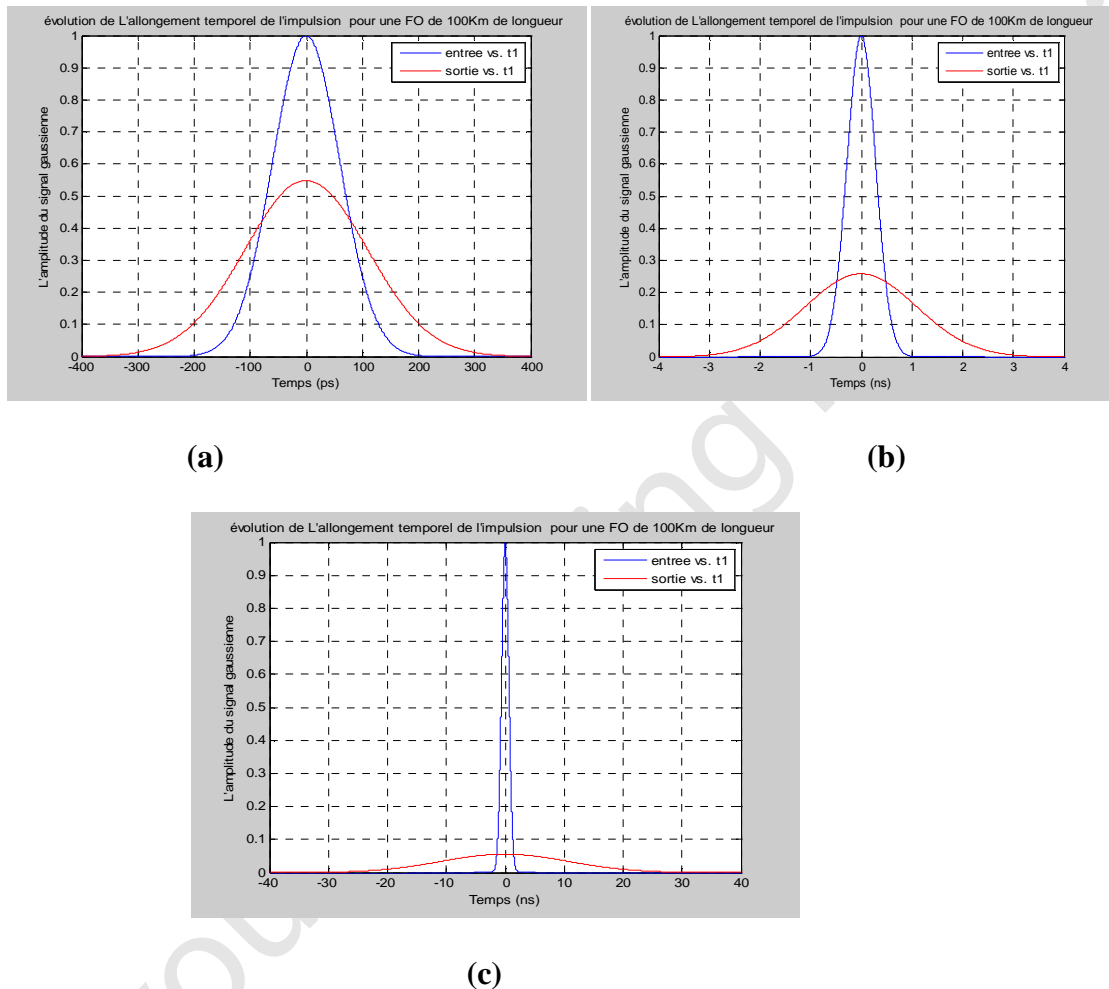 évolution de L'allongement temporel de l'impulsion pour une FO de 100Km de longueur
entree vs. t1
sortie vs. t1
L'amplitude du signal gaussienne
1
0.9
0.8
0.7
0.6
0.5
0.4
0.3
0.2
0.1
0
-400 -300 -200 -100 0 100 200 300 400
Temps (ps)
(a)
évolution de L'allongement temporel de l'impulsion pour une FO de 100Km de longueur
entree vs. t1
sortie vs. t1
L'amplitude du signal gaussienne
1
0.9
0.8
0.7
0.6
0.5
0.4
0.3
0.2
0.1
0
-4 -3 -2 -1 0 1 2 3 4
Temps (ns)
(b)
évolution de L'allongement temporel de l'impulsion pour une FO de 100Km de longueur
entree vs. t1
sortie vs. t1
L'amplitude du signal gaussienne
1
0.9
0.8
0.7
0.6
0.5
0.4
0.3
0.2
0.1
0
-40 -30 -20 -10 0 10 20 30 40
Temps (ns)
(c)